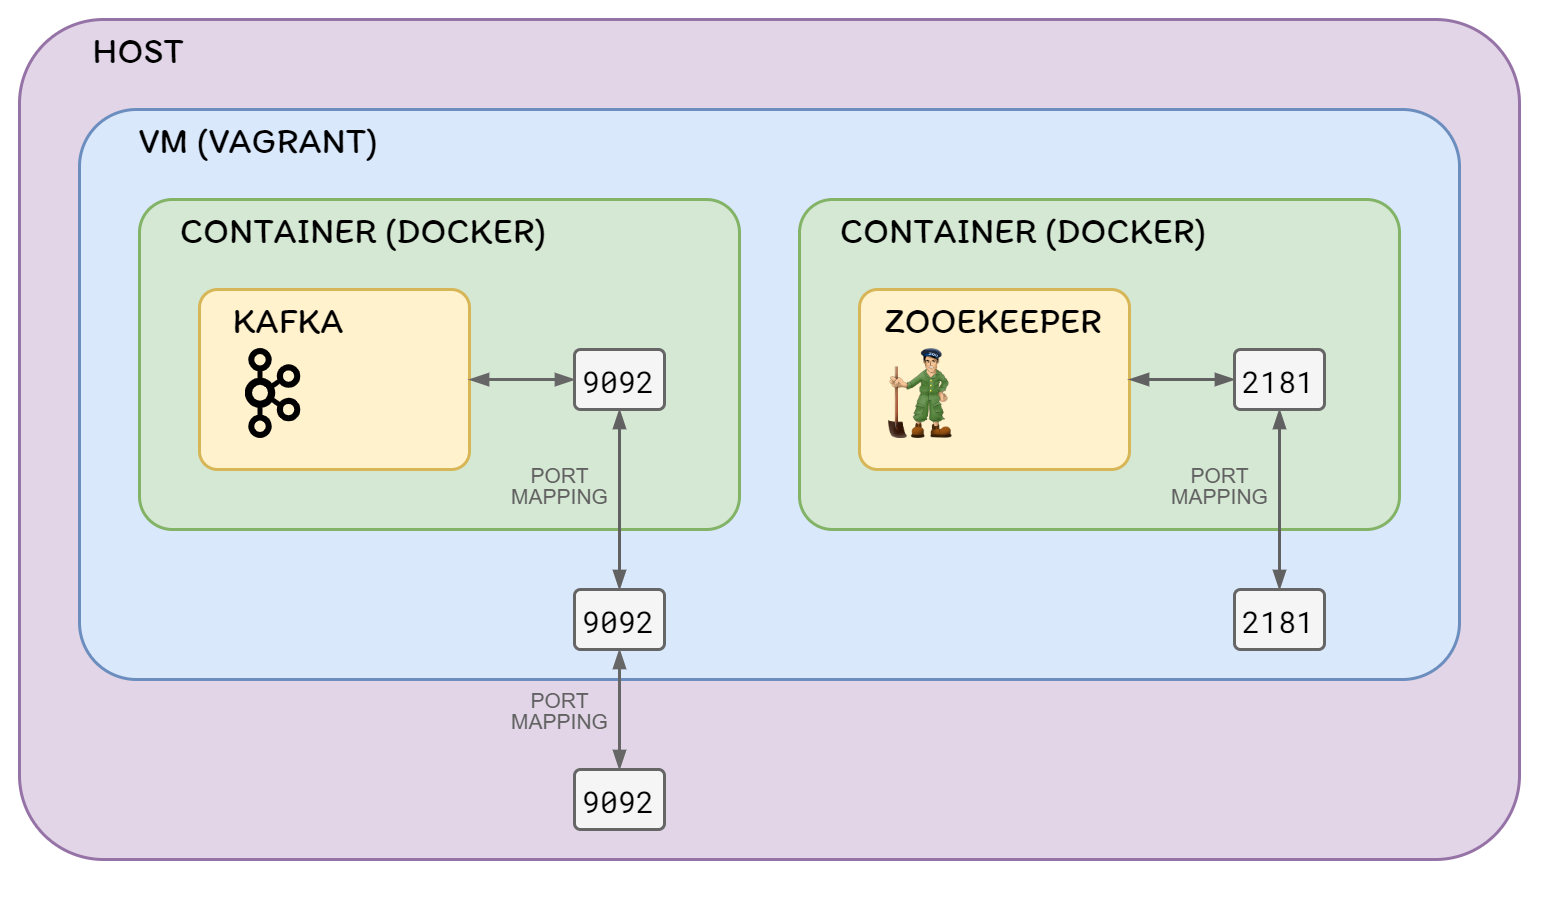 HOST
VM (VAGRANT)
CONTAINER (DOCKER)
KAFKA
9092
PORT
MAPPING
CONTAINER (DOCKER)
ZOOEKEEPER
2181
PORT
MAPPING
9092
2181
PORT
MAPPING
9092